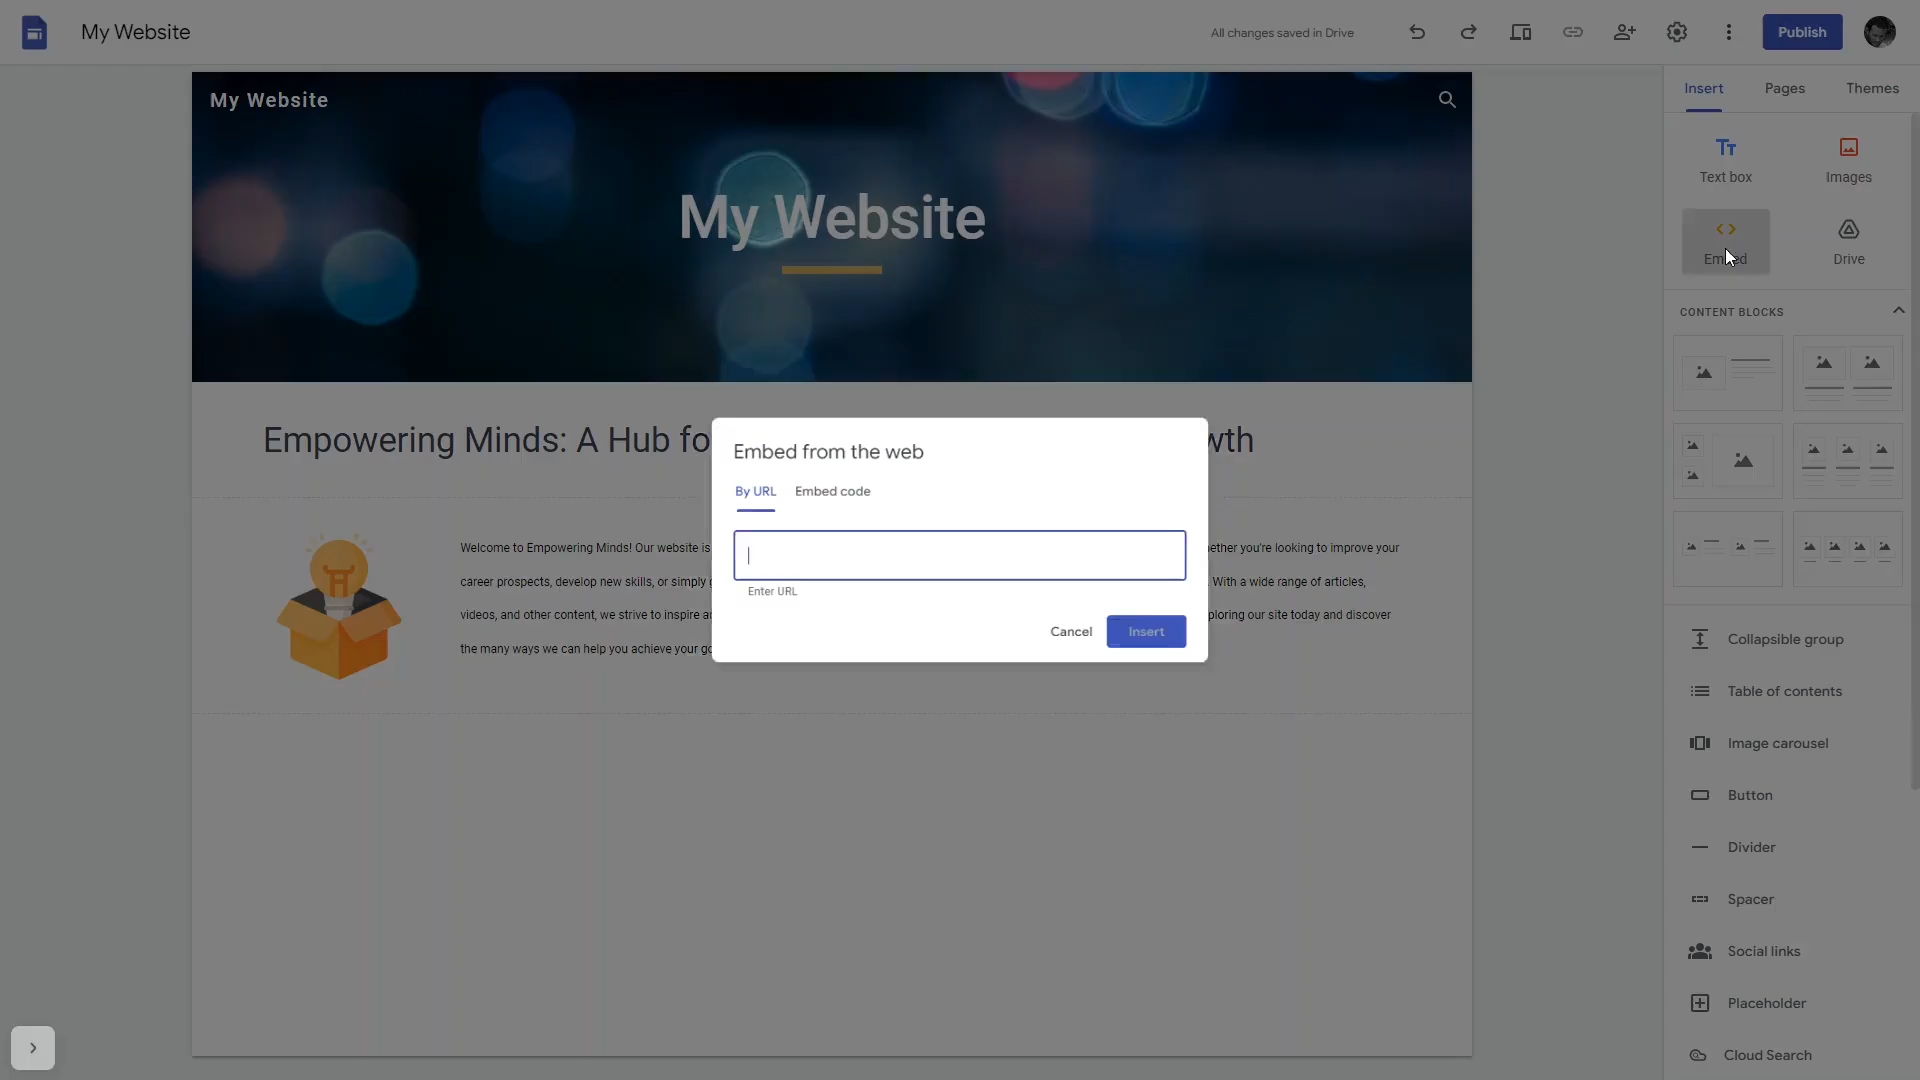 My Website
All changes saved in Drive
Publish
My Website
My Website
Empowering Minds: A Hub fo
wth
Welcome to Empowering Minds! Our website is
ether you're looking to improve your
career prospects, develop new skills, or simply
. With a wide range of articles,
videos, and other content, we strive to inspire a
ploring our site today and discover
the many ways we can help you achieve your go
Embed from the web
By URL
Embed code
Enter URL
Cancel
Insert
Insert
Pages
Themes
Text box
Images
Embed
Drive
CONTENT BLOCKS
Collapsible group
Table of contents
Image carousel
Button
Divider
Spacer
Social links
Placeholder
Cloud Search